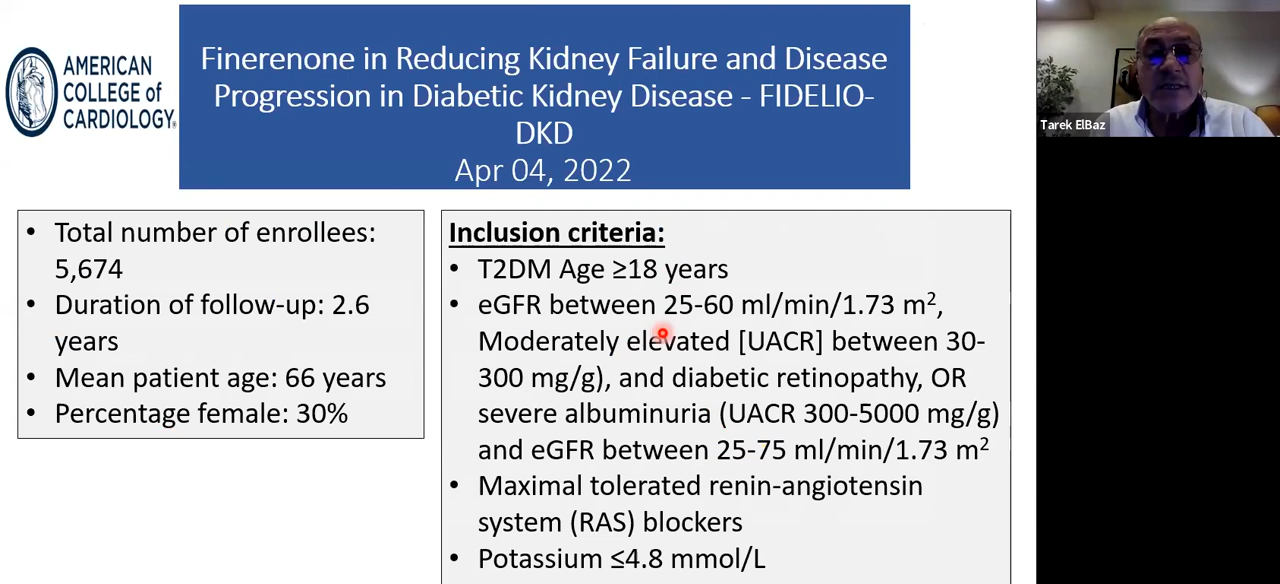 AMERICAN
COLLEGE of
CARDIOLOGY®
Finerenone in Reducing Kidney Failure and Disease
Progression in Diabetic Kidney Disease - FIDELIO-
DKD
Apr 04, 2022
Tarek ElBaz
• Total number of enrollees:
5,674
• Duration of follow-up: 2.6
years
• Mean patient age: 66 years
• Percentage female: 30%
Inclusion criteria:
• T2DM Age ≥18 years
• eGFR between 25-60 ml/min/1.73 m²,
Moderately elevated [UACR] between 30-
300 mg/g), and diabetic retinopathy, OR
severe albuminuria (UACR 300-5000 mg/g)
and eGFR between 25-75 ml/min/1.73 m²
• Maximal tolerated renin-angiotensin
system (RAS) blockers
• Potassium ≤4.8 mmol/L